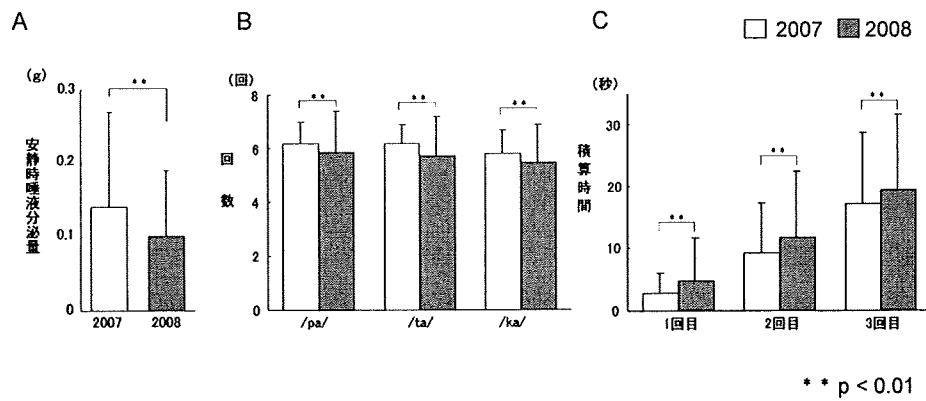 A
B
C
2007 2008
(g)
0.3
0.2
0.1
0
安静時唾液分泌量
**
2007 2008
(回)
8
6
4
2
0
回数
** ** **
/pa/ /ta/ /ka/
(秒)
30
20
10
0
積算時間
** ** **
1回目 2回目 3回目
** p < 0.01